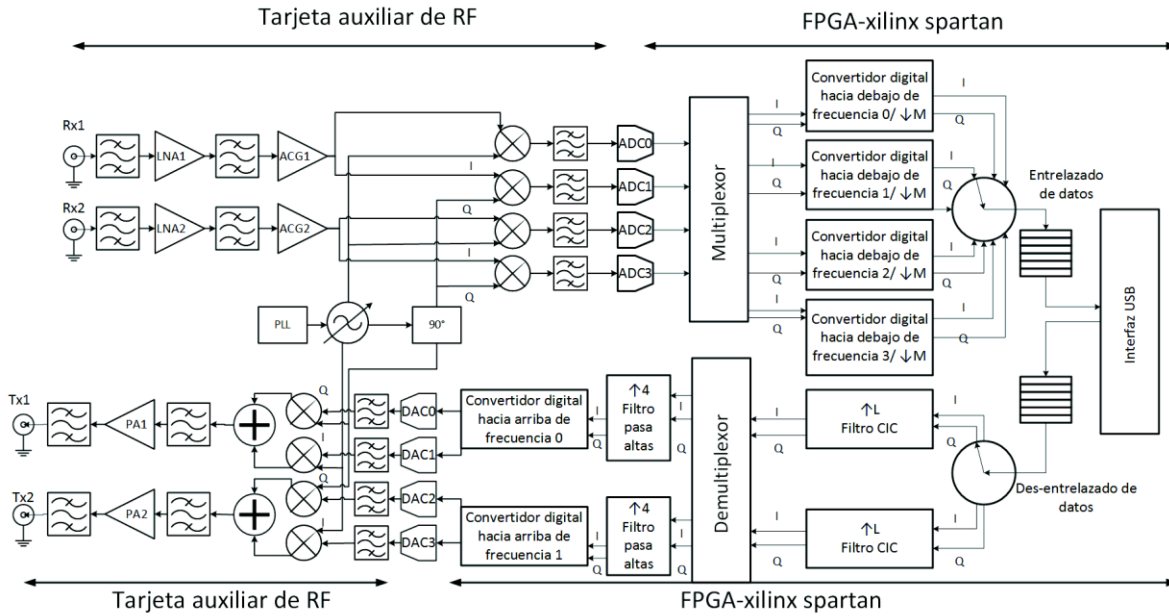 Tarjeta auxiliar de RF
FPGA-xilinx spartan
Rx1
LNA1
ACG1
I
ADC0
Q
ADC1
Rx2
LNA2
ACG2
I
ADC2
Q
ADC3
Multiplexor
I
Q
Convertidor digital
hacia debajo de
frecuencia 0/ ↓M
I
Q
I
Q
Convertidor digital
hacia debajo de
frecuencia 1/ ↓M
I
Q
I
Q
Convertidor digital
hacia debajo de
frecuencia 2/ ↓M
I
Q
I
Q
Convertidor digital
hacia debajo de
frecuencia 3/ ↓M
I
Q
Entrelazado
de datos
Interfaz USB
PLL
90°
Tx1
PA1
Q
I
DAC0
DAC1
Convertidor digital
hacia arriba de
frecuencia 0
I
Q
↑4
Filtro
pasa
altas
I
Q
Demultiplexor
I
Q
↑L
Filtro CIC
I
Q
Tx2
PA2
Q
I
DAC2
DAC3
Convertidor digital
hacia arriba de
frecuencia 1
I
Q
↑4
Filtro
pasa
altas
I
Q
I
Q
↑L
Filtro CIC
I
Q
Des-entrelazado de
datos
Tarjeta auxiliar de RF
FPGA-xilinx spartan